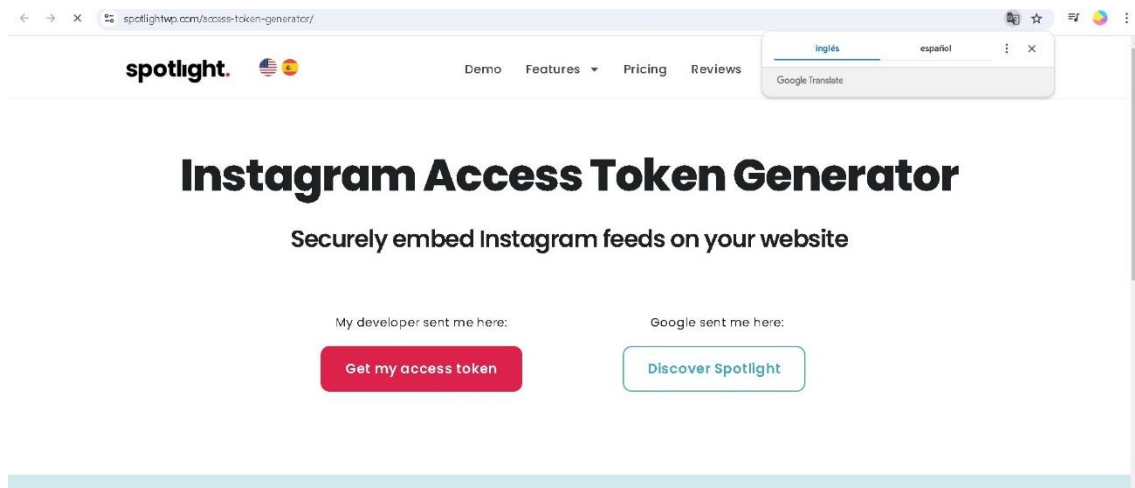 spotlightwp.com/access-token-generator/
inglés español
Google Translate
spotlight.
Demo Features Pricing Reviews
Instagram Access Token Generator
Securely embed Instagram feeds on your website
My developer sent me here:
Google sent me here:
Get my access token
Discover Spotlight